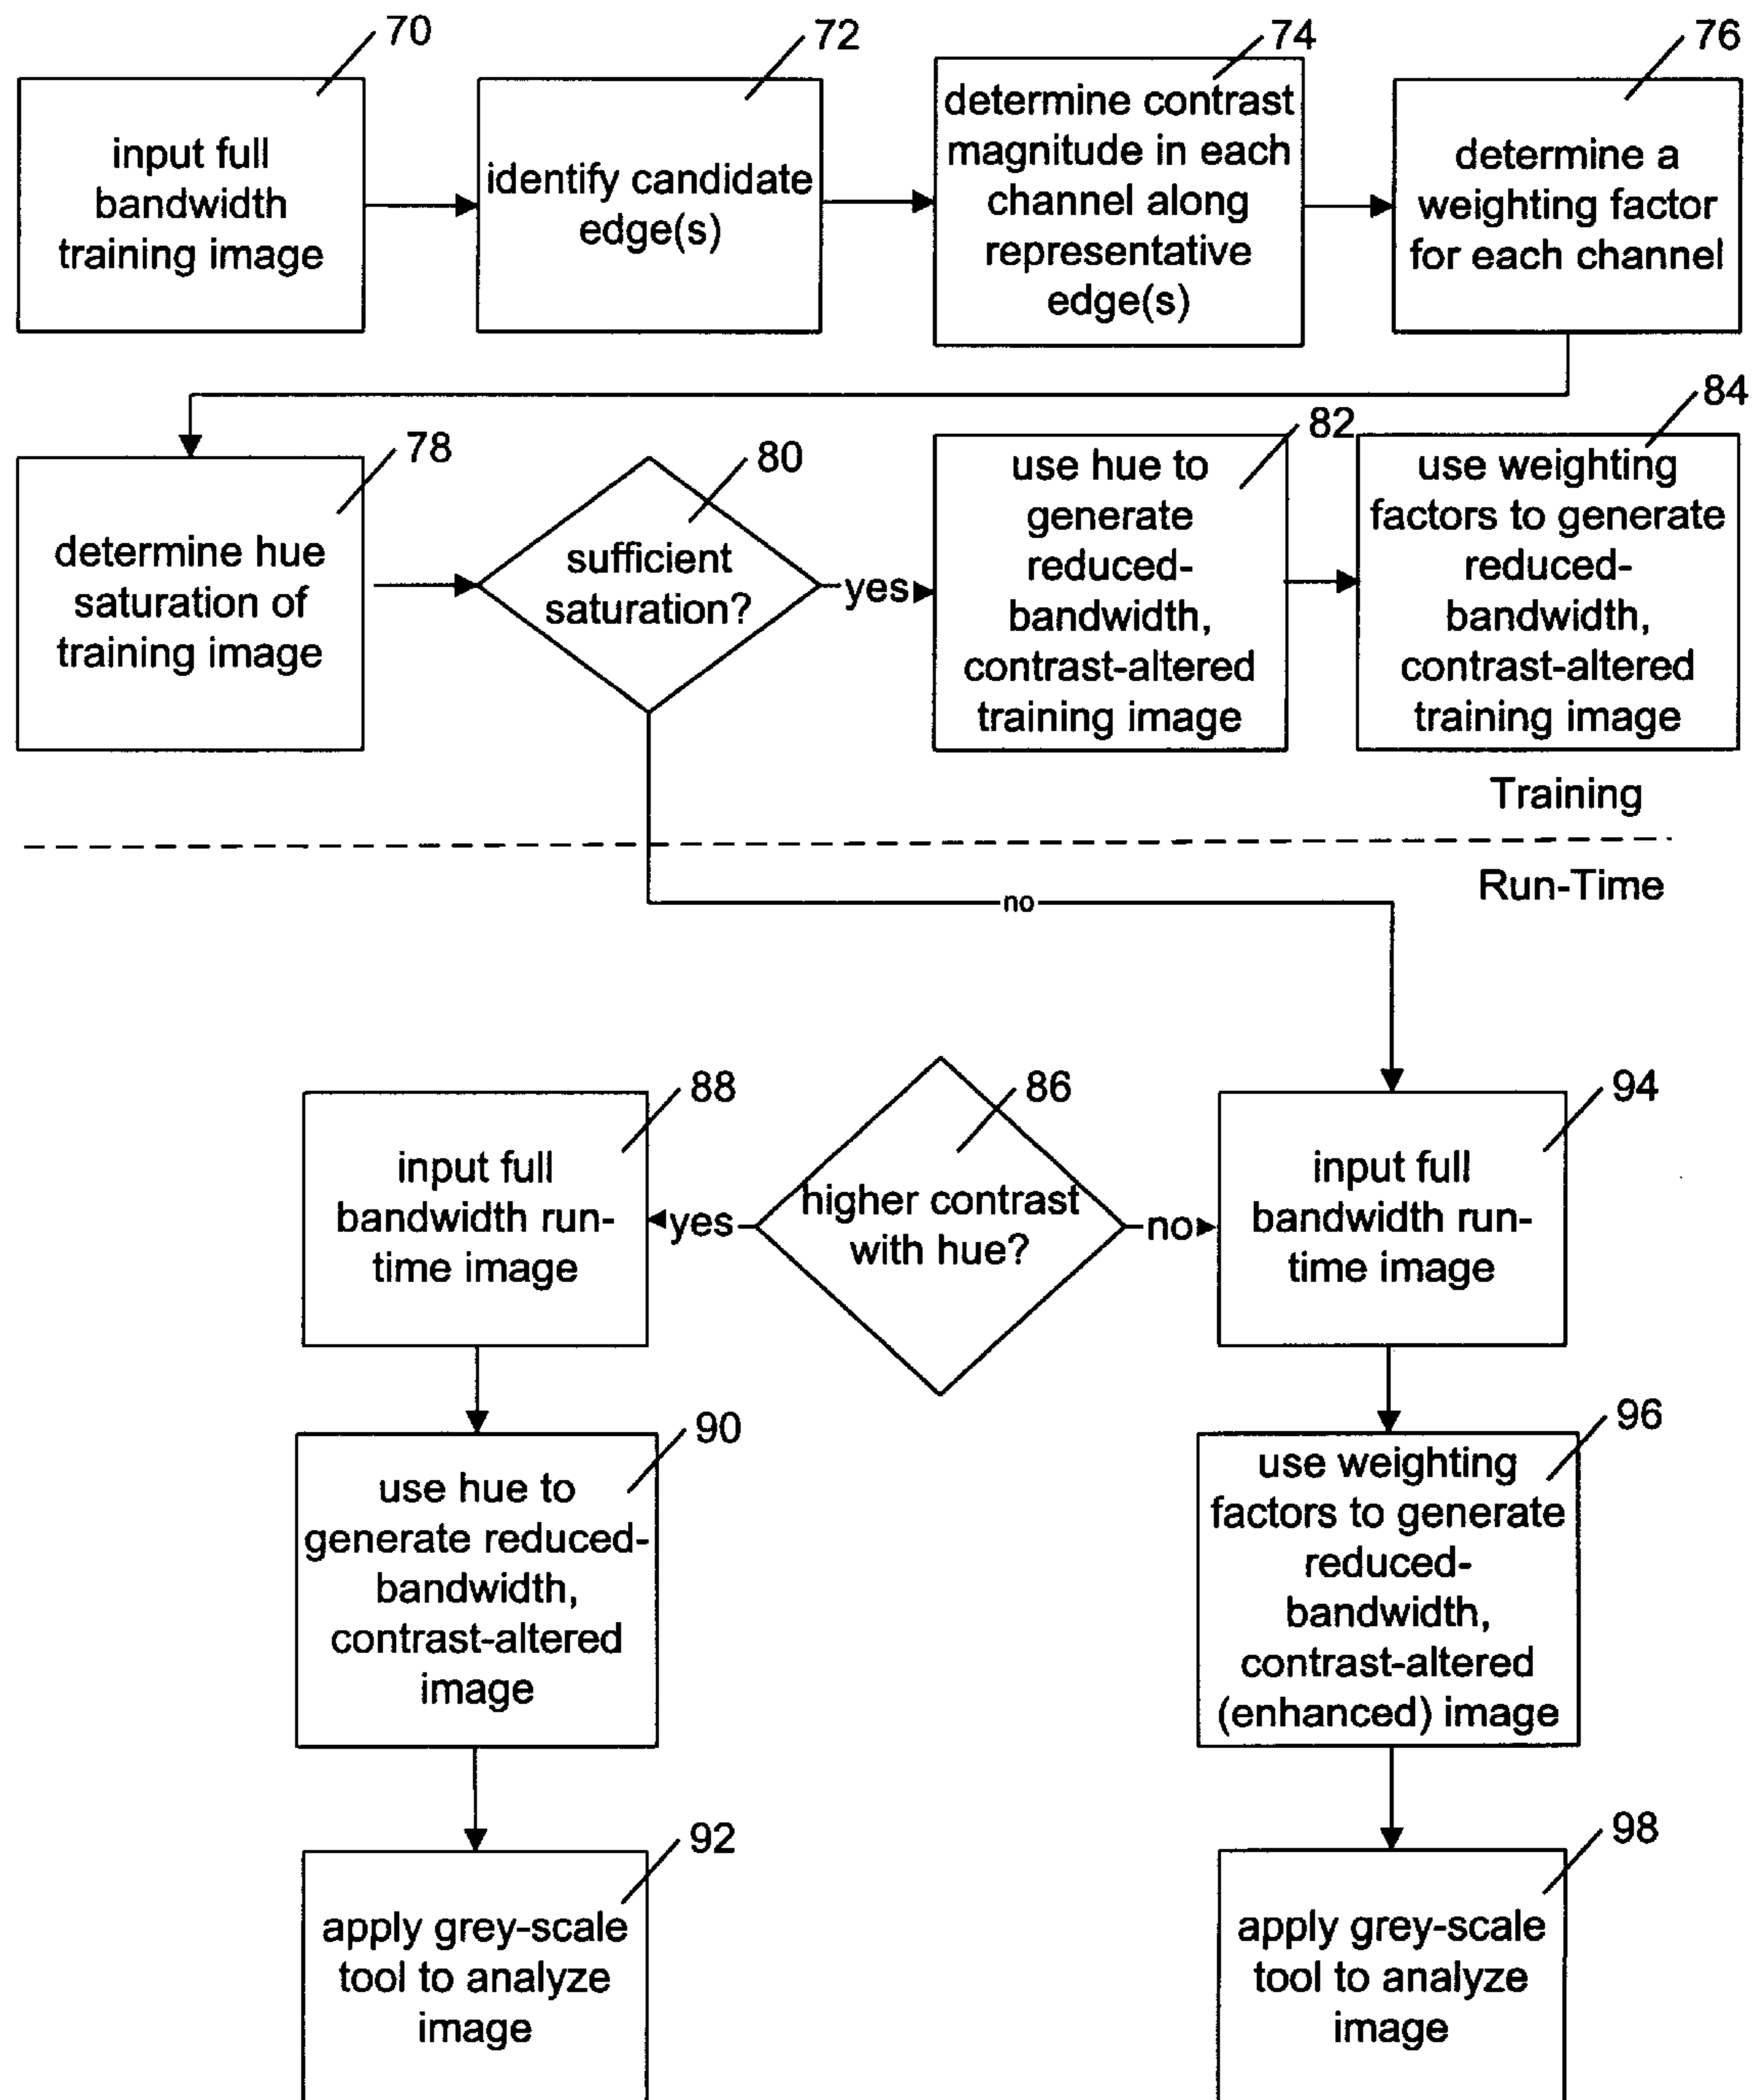 70
input full
bandwidth
training image
72
identify candidate
edge(s)
74
determine contrast
magnitude in each
channel along
representative
edge(s)
76
determine a
weighting factor
for each channel
78
determine hue
saturation of
training image
80
sufficient
saturation?
yes
82
use hue to
generate
reduced-
bandwidth,
contrast-altered
training image
84
use weighting
factors to generate
reduced-
bandwidth,
contrast-altered
training image
Training
Run-Time
no
88
input full
bandwidth run-
time image
yes
86
higher contrast
with hue?
no
94
input full
bandwidth run-
time image
90
use hue to
generate reduced-
bandwidth,
contrast-altered
image
96
use weighting
factors to generate
reduced-
bandwidth,
contrast-altered
(enhanced) image
92
apply grey-scale
tool to analyze
image
98
apply grey-scale
tool to analyze
image